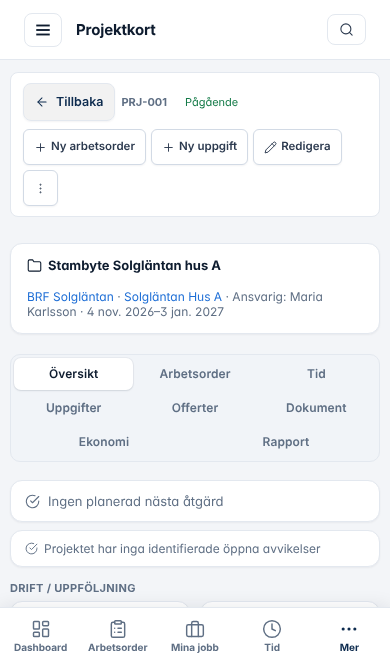 Projektkort
Tillbaka PRJ-001 Pågående
Ny arbetsorder Ny uppgift Redigera
Stambyte Solgläntan hus A
BRF Solgläntan · Solgläntan Hus A · Ansvarig: Maria
Karlsson · 4 nov. 2026–3 jan. 2027
Översikt Arbetsorder Tid
Uppgifter Offerter Dokument
Ekonomi Rapport
Ingen planerad nästa åtgärd
Projektet har inga identifierade öppna avvikelser
DRIFT / UPPFÖLJNING
Dashboard Arbetsorder Mina jobb Tid Mer